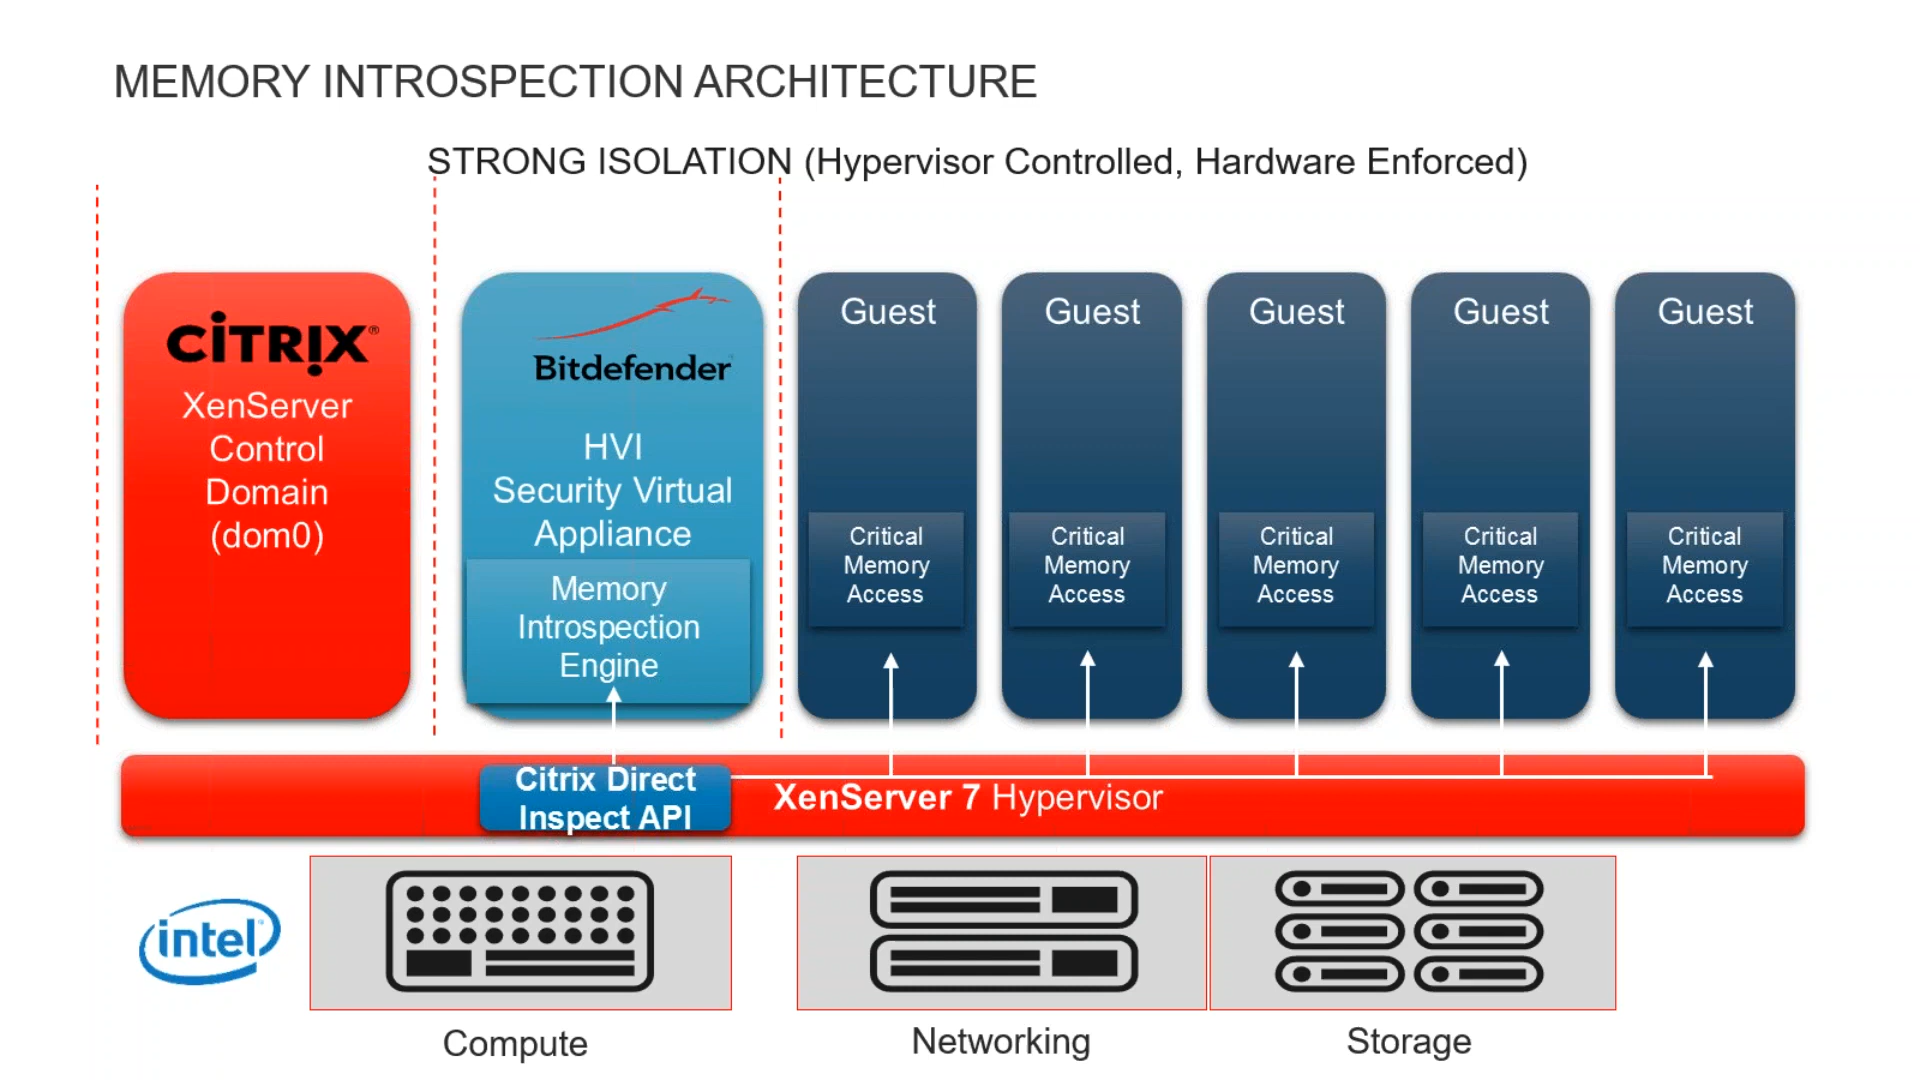 MEMORY INTROSPECTION ARCHITECTURE
STRONG ISOLATION (Hypervisor Controlled, Hardware Enforced)
CİTRIX®
XenServer
Control
Domain
(dom0)
Bitdefender
HVI
Security Virtual
Appliance
Memory
Introspection
Engine
Guest
Critical
Memory
Access
Guest
Critical
Memory
Access
Guest
Critical
Memory
Access
Guest
Critical
Memory
Access
Guest
Critical
Memory
Access
Citrix Direct
Inspect API
XenServer 7 Hypervisor
intel
Compute
Networking
Storage